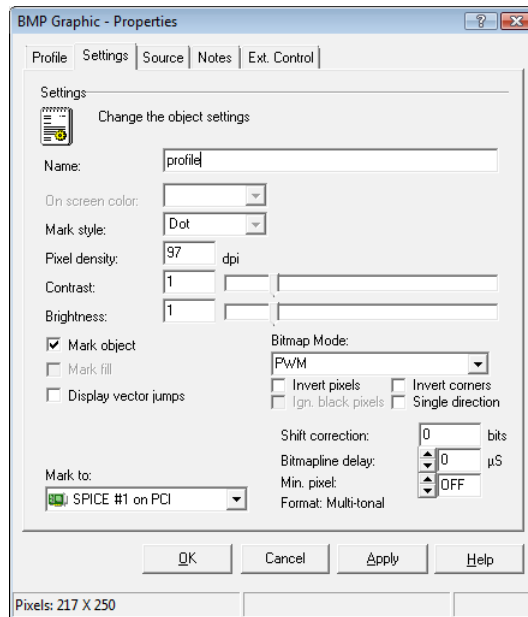 BMP Graphic - Properties
Profile Settings Source Notes Ext. Control
Settings
Change the object settings
Name: profile
On screen color:
Mark style: Dot
Pixel density: 97 dpi
Contrast: 1
Brightness: 1
Mark object
Mark fill
Display vector jumps
Bitmap Mode:
PWM
Invert pixels Invert corners
Ign. black pixels Single direction
Shift correction: 0 bits
Bitmapline delay: 0 µS
Min. pixel: OFF
Format: Multi-tonal
Mark to:
SPICE #1 on PCI
OK Cancel Apply Help
Pixels: 217 X 250